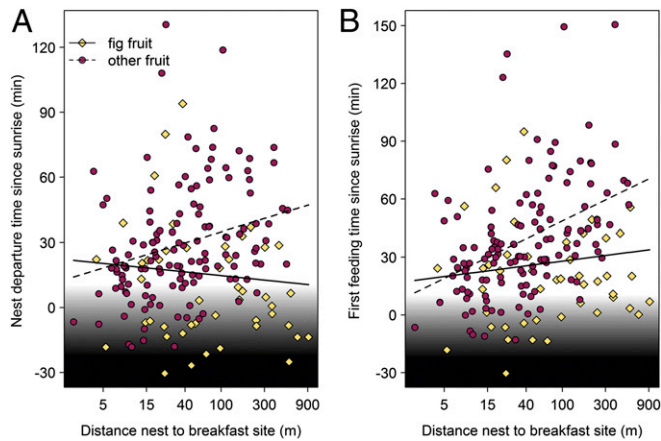 A
B
fig fruit
other fruit
Nest departure time since sunrise (min)
120
90
60
30
0
-30
5 15 40 100 300 900
Distance nest to breakfast site (m)
First feeding time since sunrise (min)
150
120
90
60
30
0
-30
5 15 40 100 300 900
Distance nest to breakfast site (m)